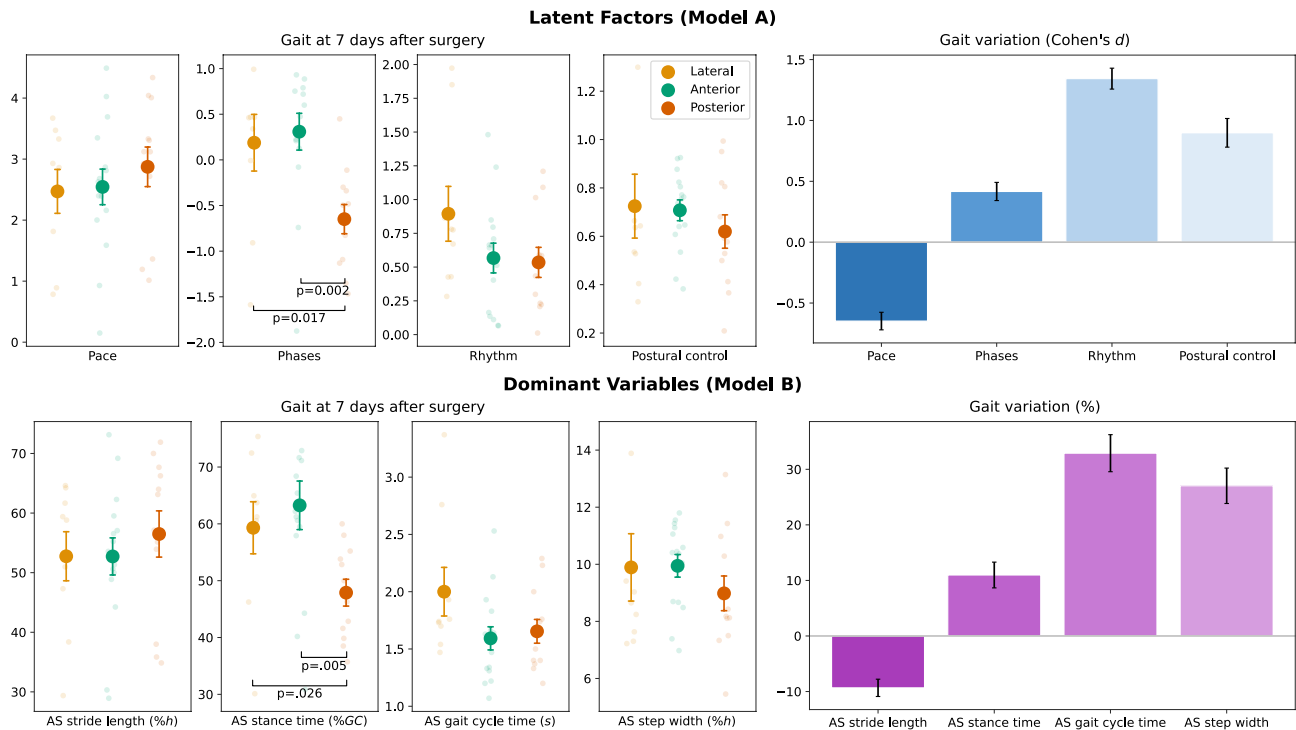 Latent Factors (Model A)
Gait at 7 days after surgery
Gait variation (Cohen's d)
4
3
2
1
0
Pace
1.0
0.5
0.0
−0.5
−1.0
−1.5
−2.0
p=0.002
p=0.017
Phases
2.00
1.75
1.50
1.25
1.00
0.75
0.50
0.25
0.00
Rhythm
Lateral
Anterior
Posterior
1.2
1.0
0.8
0.6
0.4
0.2
Postural control
1.5
1.0
0.5
0.0
−0.5
Pace
Phases
Rhythm
Postural control
Dominant Variables (Model B)
Gait at 7 days after surgery
Gait variation (%)
70
60
50
40
30
AS stride length (%h)
70
60
50
40
30
p=.005
p=.026
AS stance time (%GC)
3.0
2.5
2.0
1.5
1.0
AS gait cycle time (s)
14
12
10
8
6
AS step width (%h)
30
20
10
0
−10
AS stride length
AS stance time
AS gait cycle time
AS step width